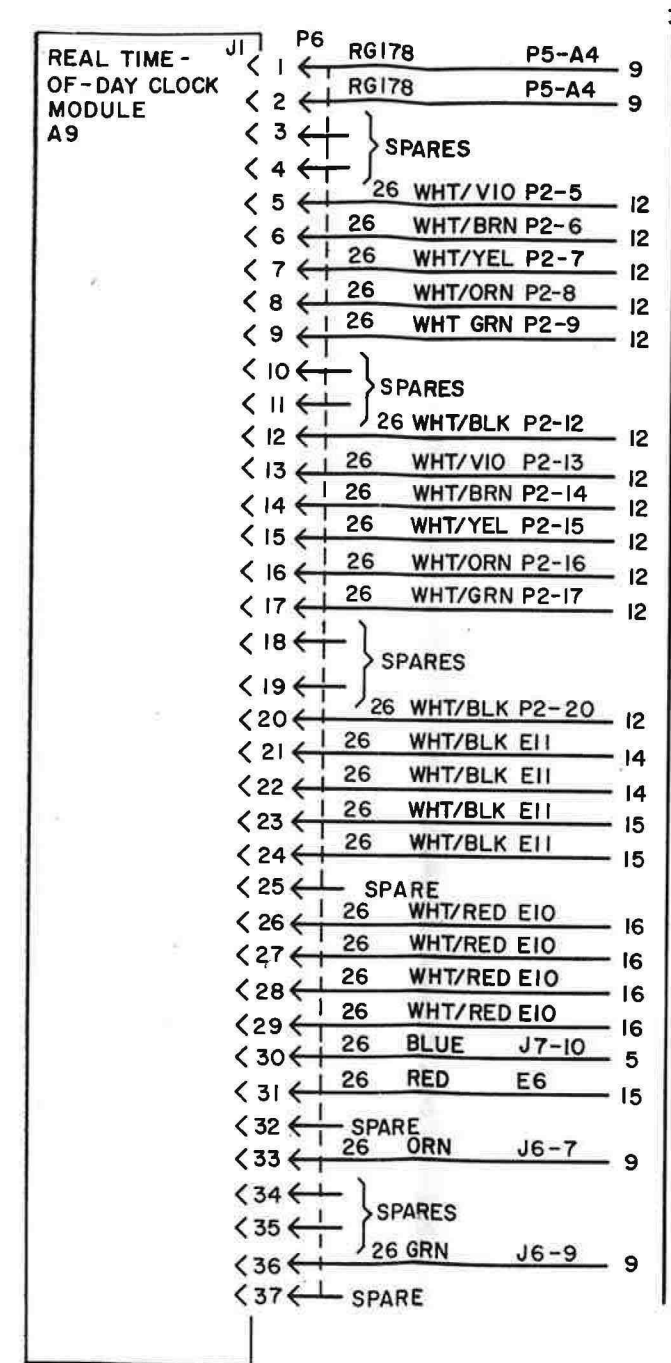 REAL TIME-
OF-DAY CLOCK
MODULE
A9
J1 P6
1 RG178 P5-A4 9
2 RG178 P5-A4 9
3
4
SPARES
5 26 WHT/VIO P2-5 12
6 26 WHT/BRN P2-6 12
7 26 WHT/YEL P2-7 12
8 26 WHT/ORN P2-8 12
9 26 WHT GRN P2-9 12
10
11
SPARES
12 26 WHT/BLK P2-12 12
13 26 WHT/VIO P2-13 12
14 26 WHT/BRN P2-14 12
15 26 WHT/YEL P2-15 12
16 26 WHT/ORN P2-16 12
17 26 WHT/GRN P2-17 12
18
19
SPARES
20 26 WHT/BLK P2-20 12
21 26 WHT/BLK E11 14
22 26 WHT/BLK E11 14
23 26 WHT/BLK E11 15
24 26 WHT/BLK E11 15
25 SPARE
26 26 WHT/RED E10 16
27 26 WHT/RED E10 16
28 26 WHT/RED E10 16
29 26 WHT/RED E10 16
30 26 BLUE J7-10 5
31 26 RED E6 15
32 SPARE
33 26 ORN J6-7 9
34
35
SPARES
36 26 GRN J6-9 9
37 SPARE